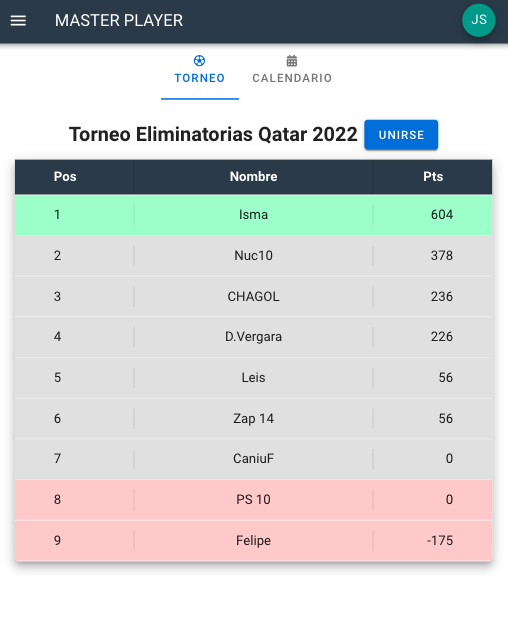 MASTER PLAYER
JS
TORNEO
CALENDARIO
Torneo Eliminatorias Qatar 2022
UNIRSE
Pos Nombre Pts
1 Isma 604
2 Nuc10 378
3 CHAGOL 236
4 D.Vergara 226
5 Leis 56
6 Zap 14 56
7 CaniuF 0
8 PS 10 0
9 Felipe -175